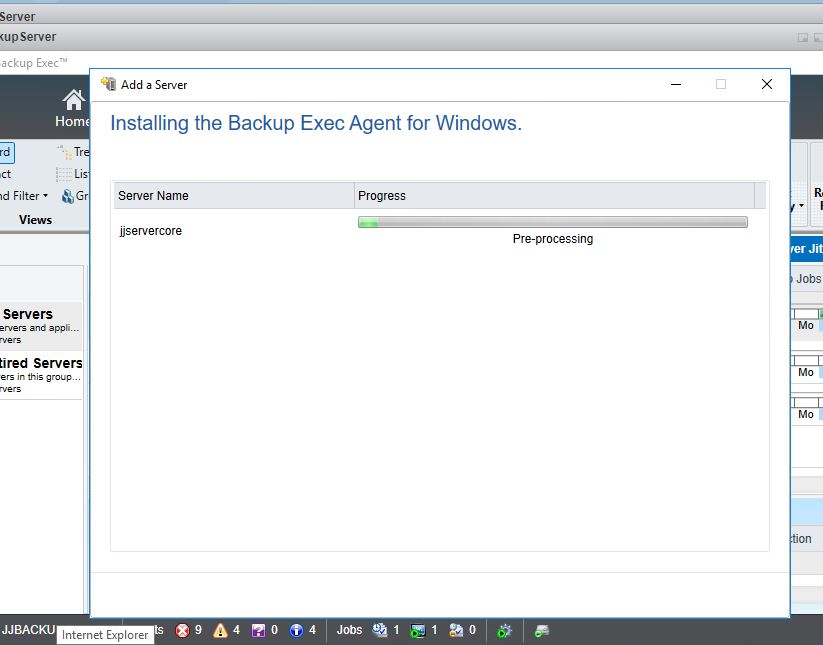 Server
kup Server
ackup Exec™
Add a Server
Home
Installing the Backup Exec Agent for Windows.
rd
Tre
ct
List
nd Filter
Gr
Views
Server Name
Progress
jjservercore
Pre-processing
Servers
ervers and appli...
rvers
tired Servers
ers in this group...
rvers
R
y
ver Jit
Jobs
Mo
Mo
Mo
ction
JJBACKU
ts
9
4
0
4
Jobs
1
1
0
Internet Explorer